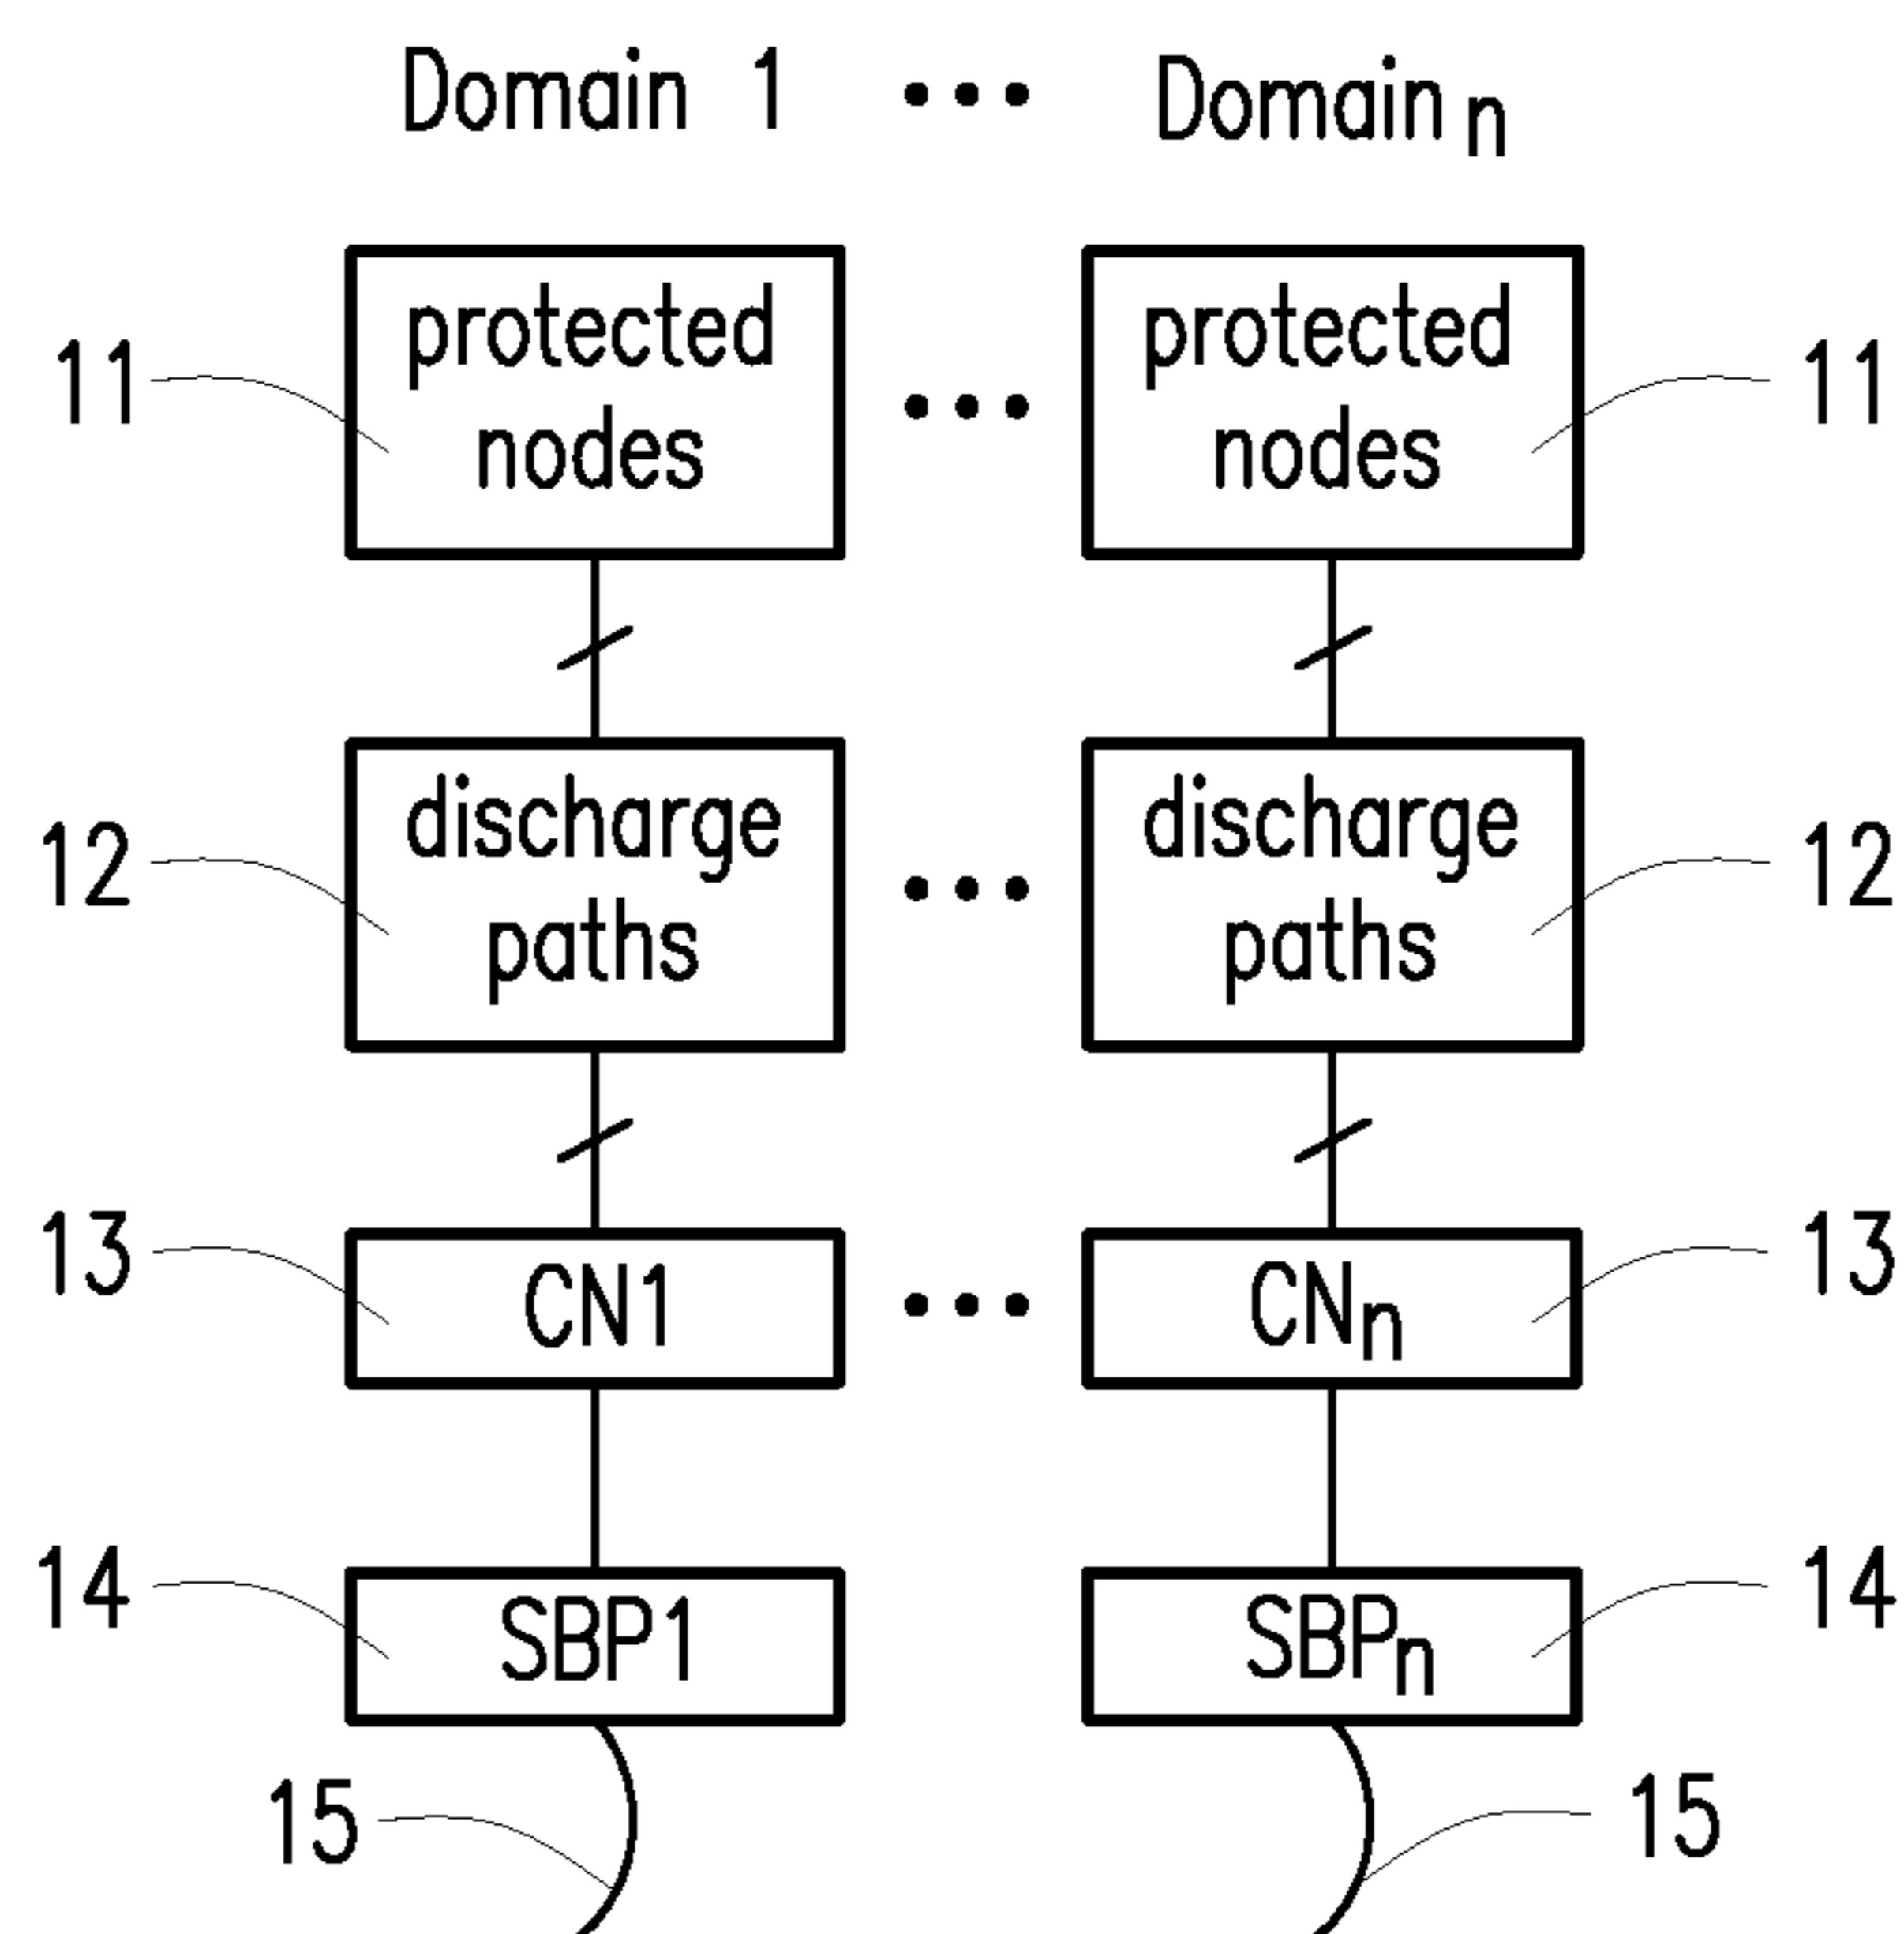 Domain 1 ••• Domain n
11 protected nodes ••• protected nodes 11
12 discharge paths ••• discharge paths 12
13 CN1 ••• CNn 13
14 SBP1 SBPn 14
15 15